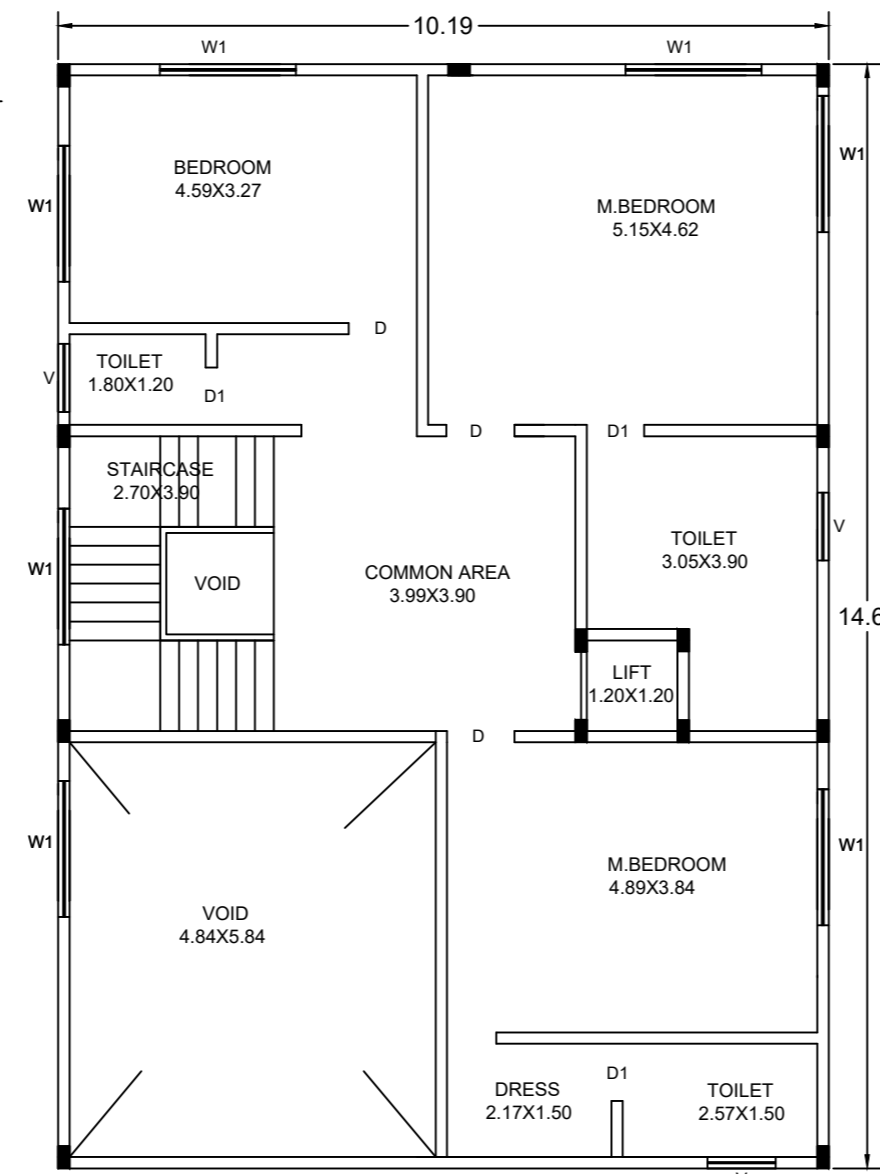 10.19
W1
W1
W1
BEDROOM
4.59X3.27
W1
M.BEDROOM
5.15X4.62
D
TOILET
1.80X1.20
V
D1
D
D1
STAIRCASE
2.70X3.90
V
TOILET
3.05X3.90
W1
VOID
COMMON AREA
3.99X3.90
14.6
LIFT
1.20X1.20
D
W1
W1
M.BEDROOM
4.89X3.84
VOID
4.84X5.84
D1
DRESS
2.17X1.50
TOILET
2.57X1.50